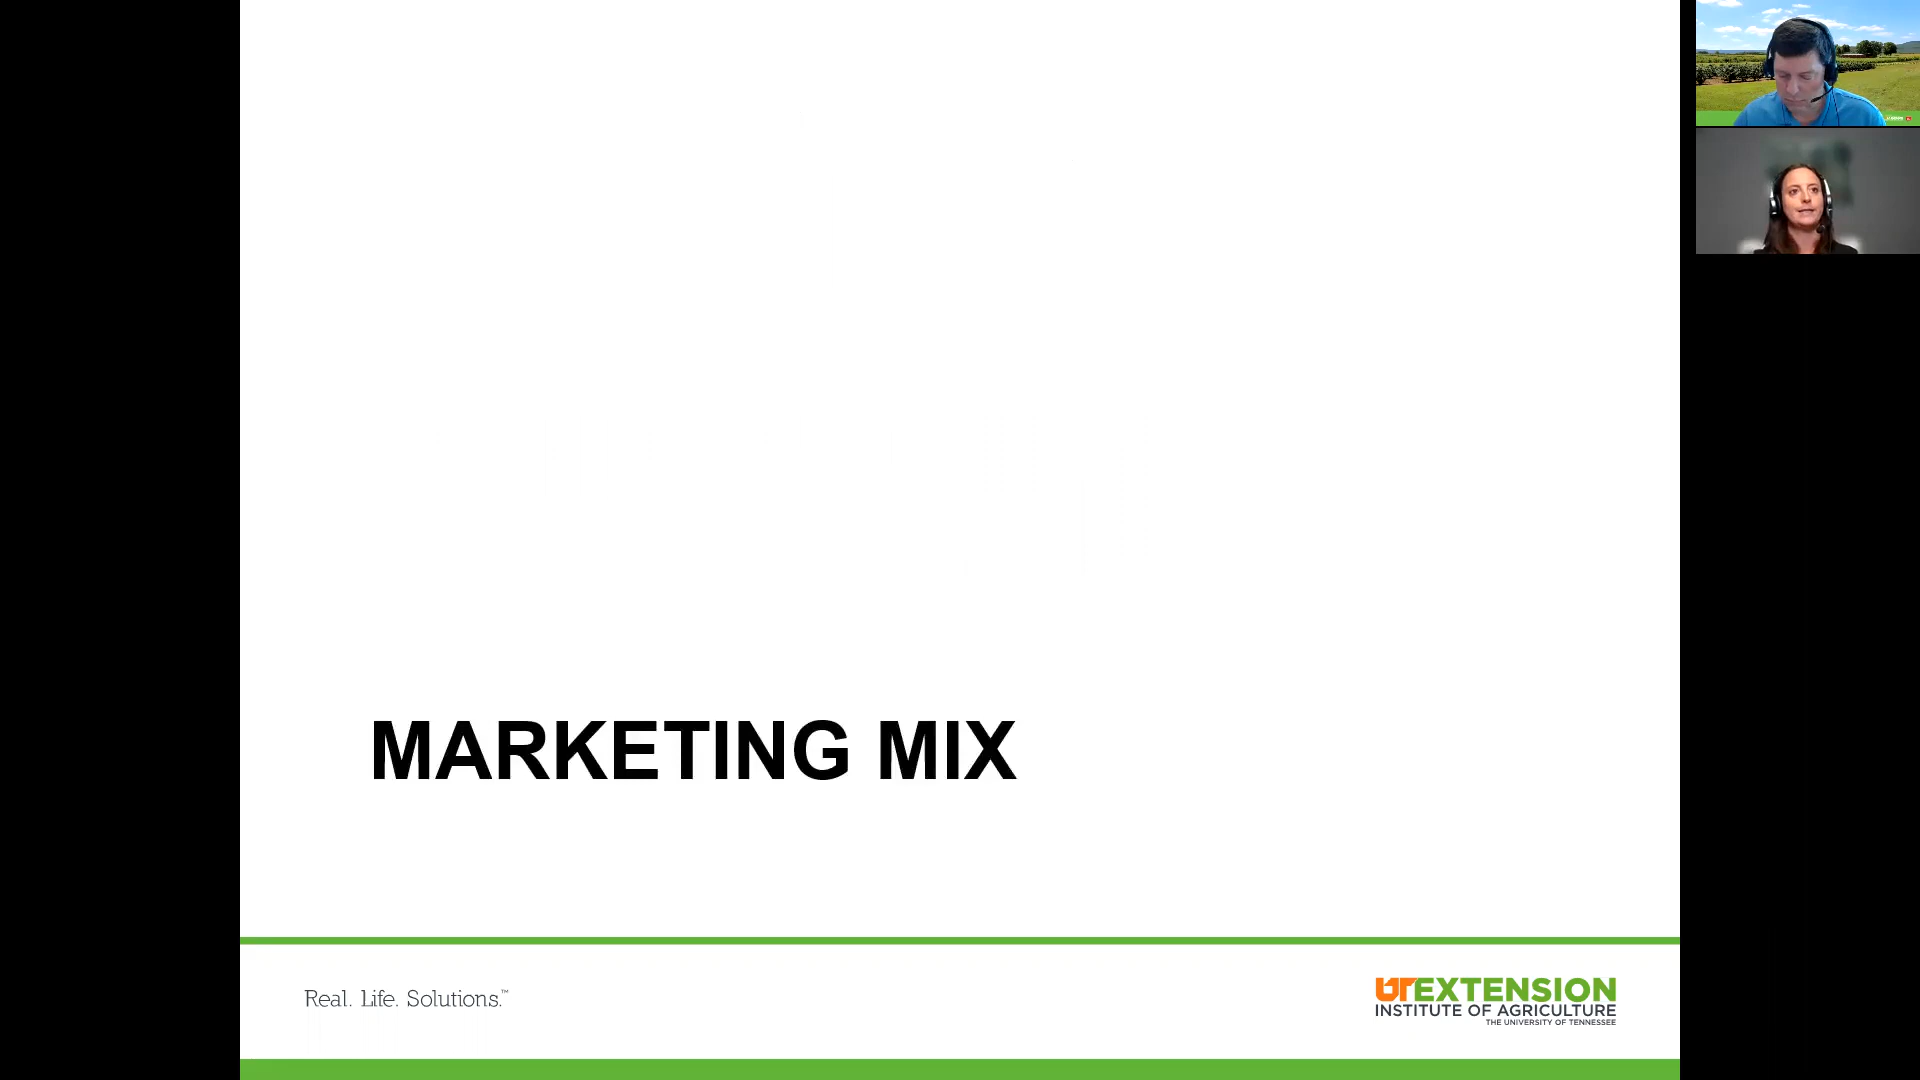 MARKETING MIX
Real. Life. Solutions.™
UTEXTENSION
INSTITUTE OF AGRICULTURE
THE UNIVERSITY OF TENNESSEE